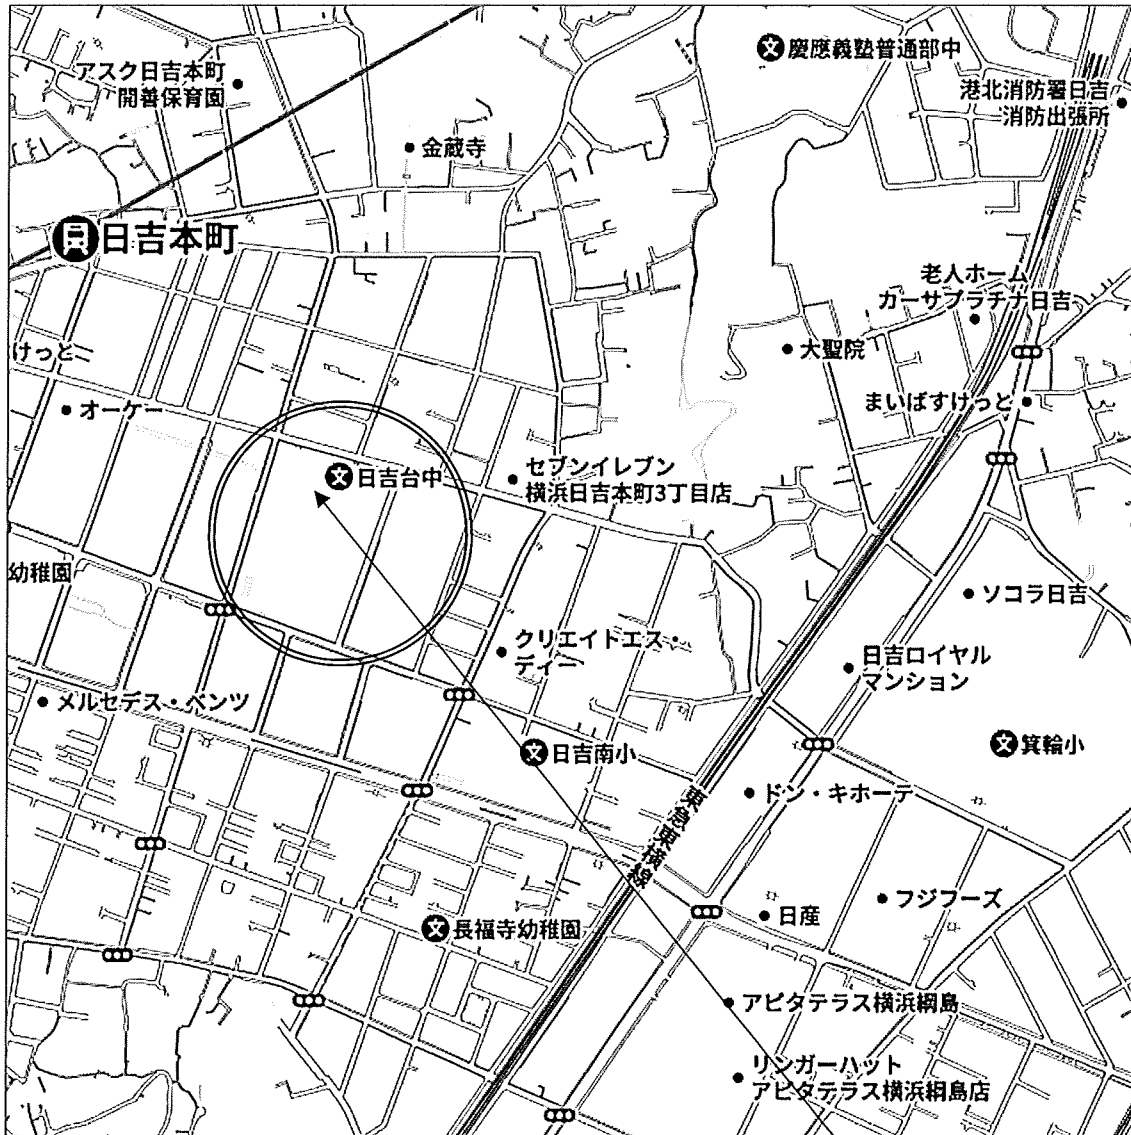 慶應義塾普通部中
アスク日吉本町
開善保育園
港北消防署日吉
消防出張所
金蔵寺
日吉本町
老人ホーム
カーサプラチナ日吉
けっと
大聖院
オーケー
まいばすけっと
日吉台中
セブンイレブン
横浜日吉本町3丁目店
幼稚園
ソコラ日吉
クリエイトエス・
ディー
日吉ロイヤル
マンション
メルセデス・ベンツ
日吉南小
箕輪小
ドン・キホーテ
東急東横線
フジフーズ
日産
長福寺幼稚園
アピタテラス横浜綱島
リンガーハット
アピタテラス横浜綱島店